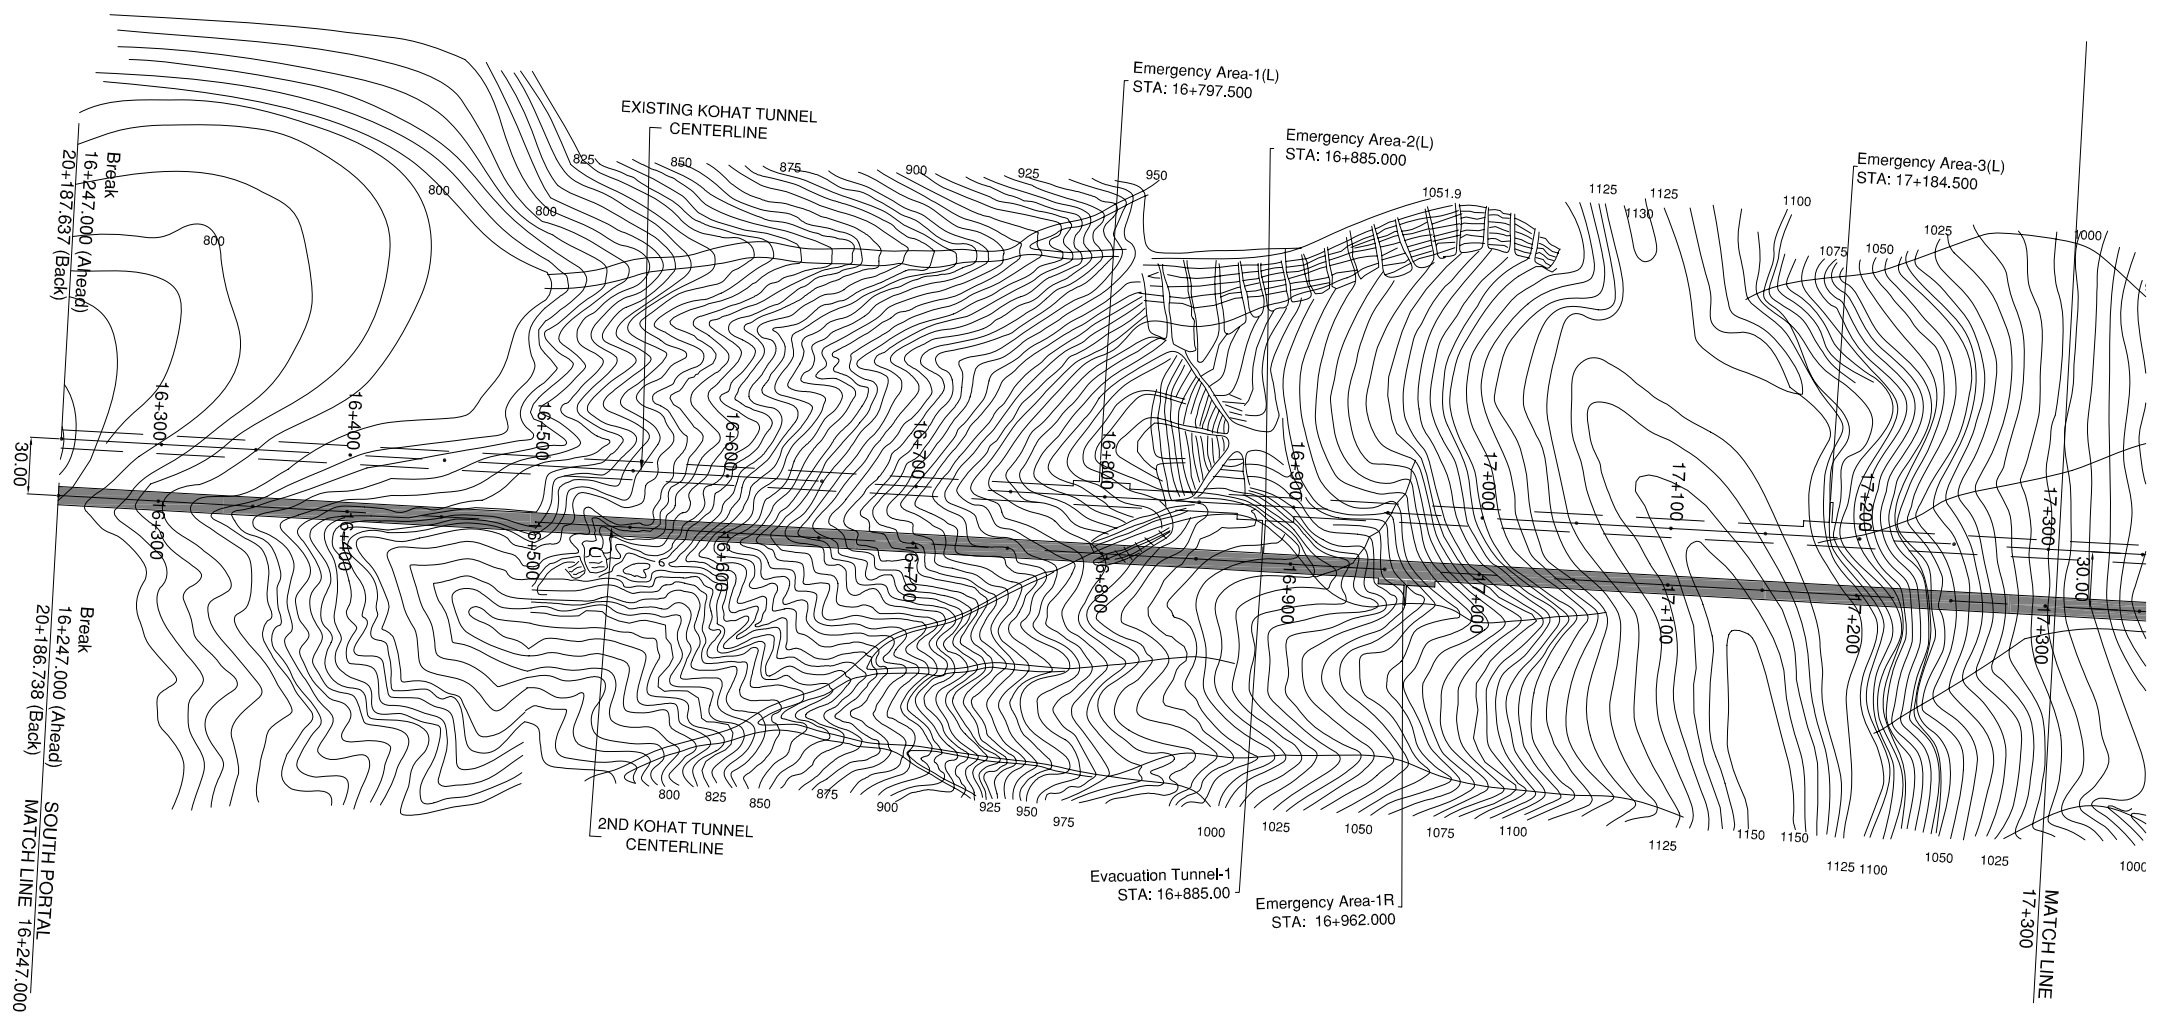 Emergency Area-1(L)
STA: 16+797.500
EXISTING KOHAT TUNNEL
CENTERLINE
Emergency Area-2(L)
STA: 16+885.000
Emergency Area-3(L)
STA: 17+184.500
Break
16+247.000 (Ahead)
20+187.637 (Back)
825
850
875
900
925
950
1051.9
1125
1125
1130
1100
1075
1050
1025
1000
800
800
800
16+300
16+400
16+500
16+600
16+700
16+800
16+900
17+000
17+100
17+200
17+300
30.00
30.00
16+300
16+400
16+500
16+600
16+700
16+800
16+900
17+000
17+100
17+200
17+300
Break
16+247.000 (Ahead)
20+186.738 (Back)
SOUTH PORTAL
MATCH LINE 16+247.000
800
825
850
875
900
925
950
975
1000
1025
1050
1075
1100
1125
1150
1150
1125
1100
1050
1025
1000
2ND KOHAT TUNNEL
CENTERLINE
Evacuation Tunnel-1
STA: 16+885.00
Emergency Area-1R
STA: 16+962.000
MATCH LINE
17+300